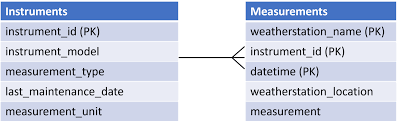 Instruments
instrument_id (PK)
instrument_model
measurement_type
last_maintenance_date
measurement_unit
Measurements
weatherstation_name (PK)
instrument_id (PK)
datetime (PK)
weatherstation_location
measurement